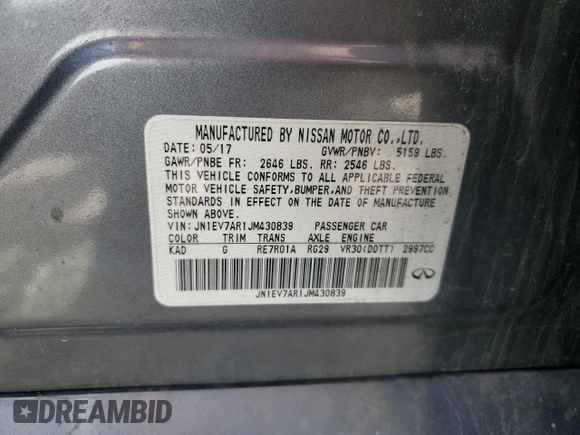 MANUFACTURED BY NISSAN MOTOR CO.,LTD.
DATE: 05/17 GVWR/PNBV: 5159 LBS.
GAWR/PNBE FR: 2646 LBS. RR: 2546 LBS.
THIS VEHICLE CONFORMS TO ALL APPLICABLE FEDERAL
MOTOR VEHICLE SAFETY,BUMPER,AND THEFT PREVENTION
STANDARDS IN EFFECT ON THE DATE OF MANUFACTURE
SHOWN ABOVE.
VIN: JN1EV7AR1JM430839 PASSENGER CAR
COLOR TRIM TRANS AXLE ENGINE
KAD G RE7R01A RG29 VR30(DDTT) 2997CC
JN1EV7AR1JM430839
DREAMBID